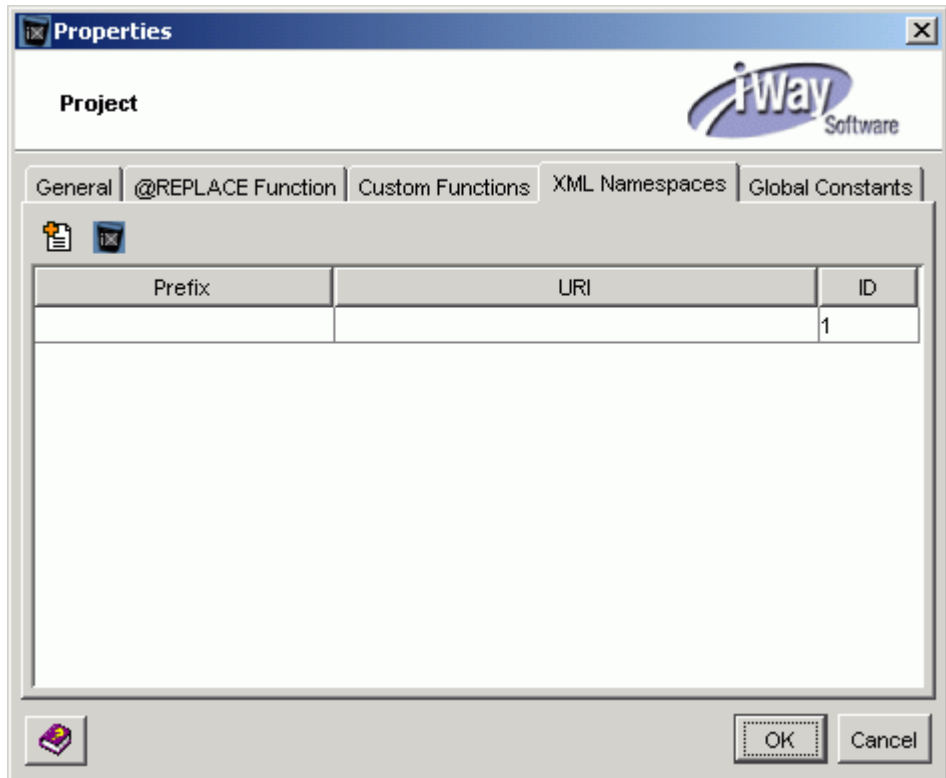 Properties
Project
iWay
Software
General @REPLACE Function Custom Functions XML Namespaces Global Constants
Prefix URI ID
1
OK Cancel